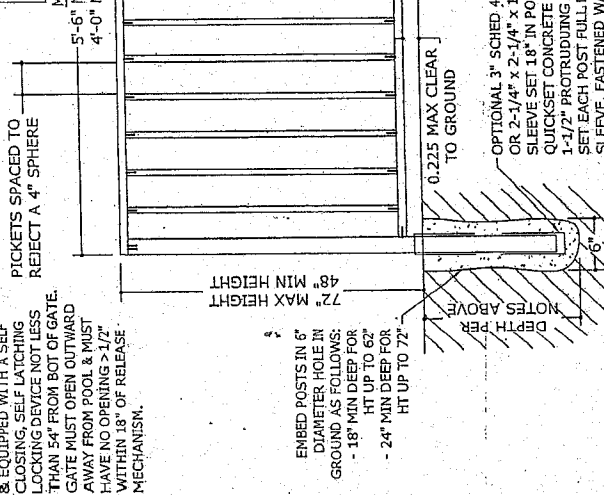 & EQUIPPED WITH A SELF
CLOSING, SELF LATCHING
LOCKING DEVICE NOT LESS
THAN 54" FROM BOT OF GATE.
GATE MUST OPEN OUTWARD
AWAY FROM POOL & MUST
HAVE NO OPENING >1/2"
WITHIN 18" OF RELEASE
MECHANISM.
PICKETS SPACED TO
REJECT A 4" SPHERE
5'-6"
4'-0"
72" MAX HEIGHT
48" MIN HEIGHT
EMBED POSTS IN 6"
DIAMETER HOLE IN
GROUND AS FOLLOWS:
- 18" MIN DEEP FOR
HT UP TO 62"
- 24" MIN DEEP FOR
HT UP TO 72"
DEPTH PER
NOTES ABOVE
6"
0.225 MAX CLEAR
TO GROUND
OPTIONAL 3" SCHED 4
OR 2-1/4" x 2-1/4" x 1
SLEEVE SET 18" IN PO
QUICKSET CONCRETE
1-1/2" PROTRUDUING
SET EACH POST FULL
SLEEVE, FASTENED W